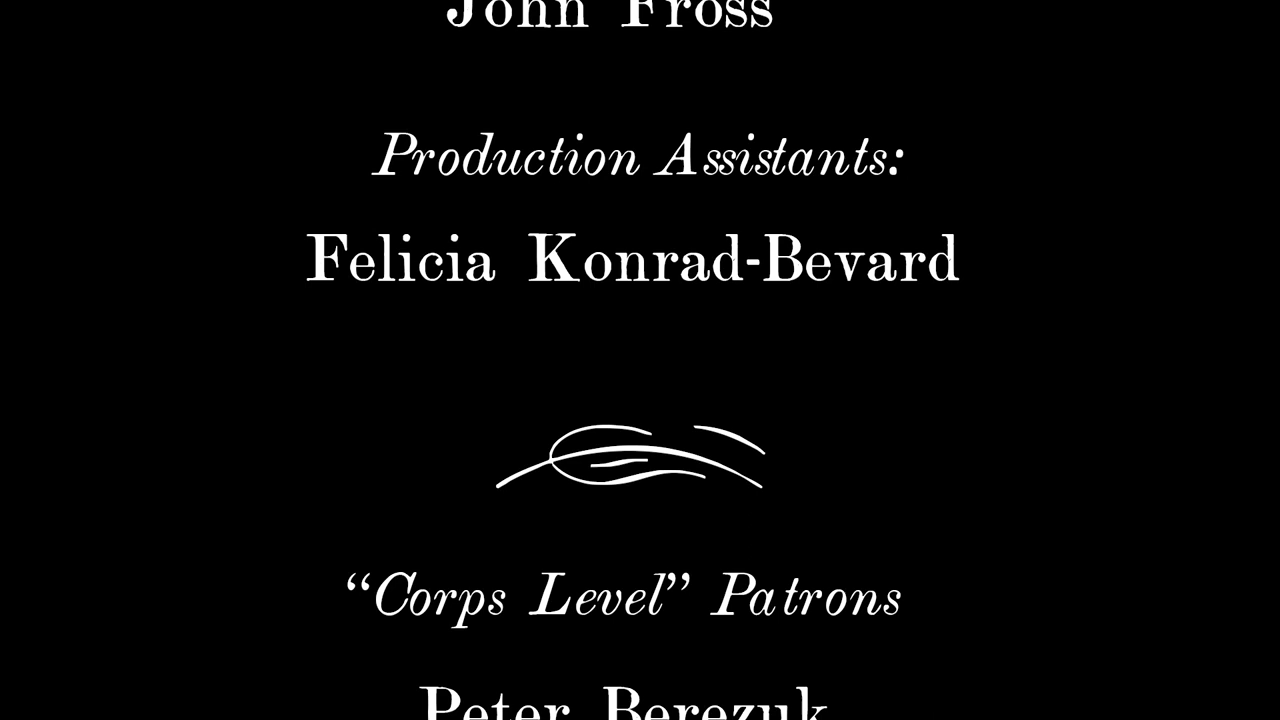 John Fross
Production Assistants:
Felicia Konrad-Bevard
“Corps Level” Patrons
Peter Berezuk